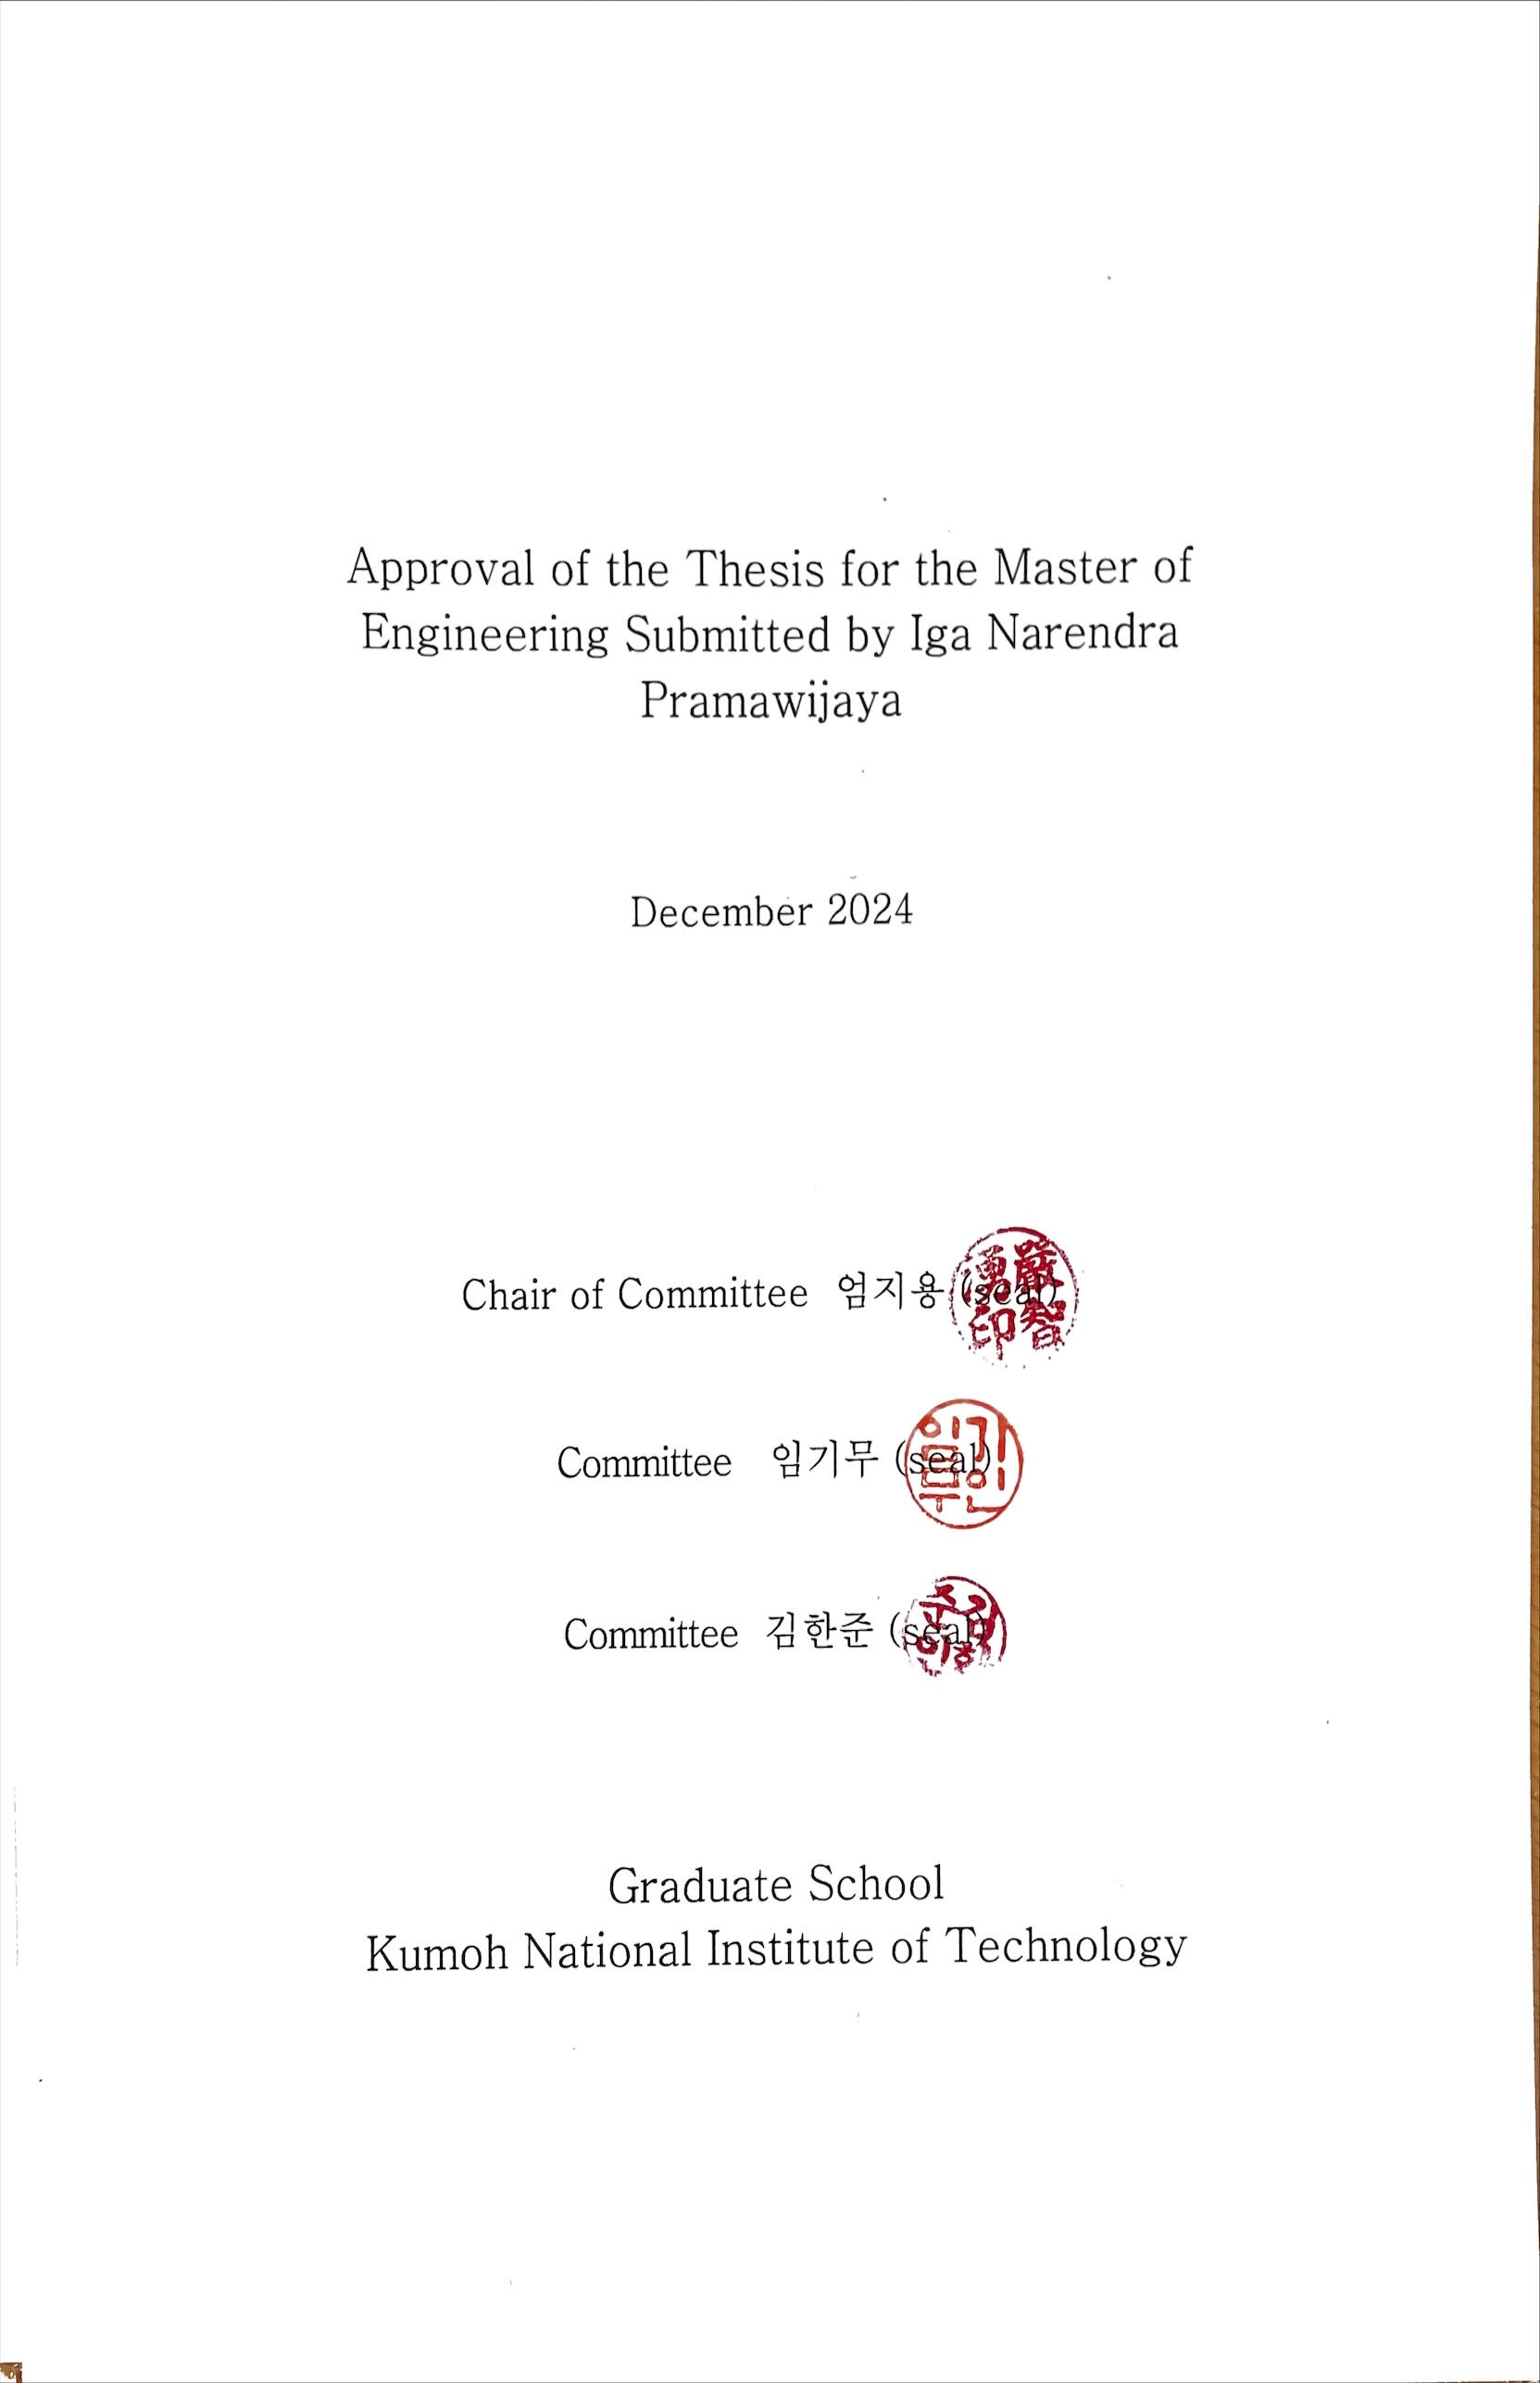 Approval of the Thesis for the Master of
Engineering Submitted by Iga Narendra
Pramawijaya
December 2024
Chair of Committee 엄지용 (seal)
Committee 임기무 (seal)
Committee 김한준 (seal)
Graduate School
Kumoh National Institute of Technology